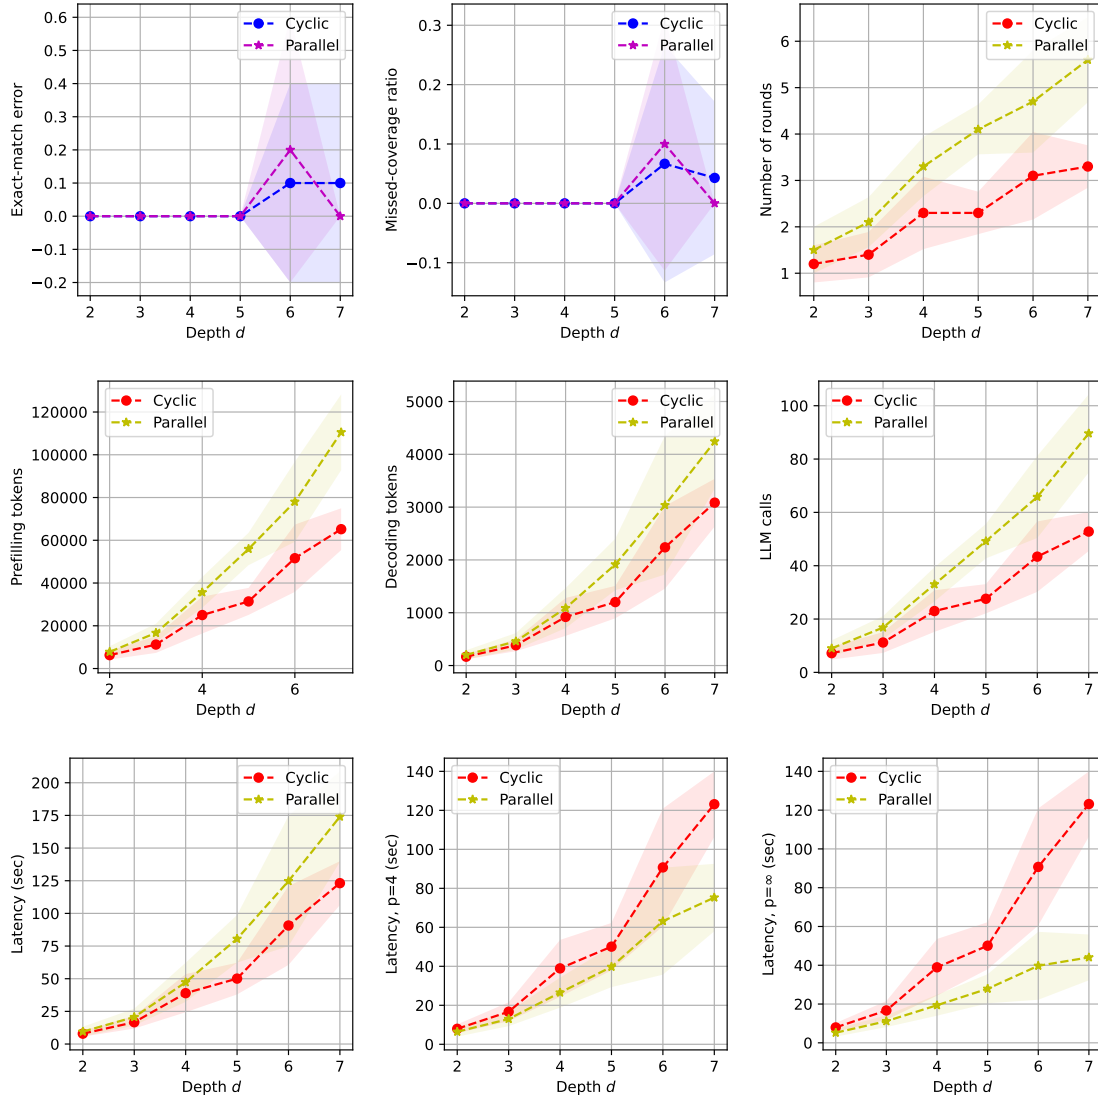 Exact-match error
0.6
0.5
0.4
0.3
0.2
0.1
0.0
−0.1
−0.2
Cyclic
Parallel
2 3 4 5 6 7
Depth d
Missed-coverage ratio
0.3
0.2
0.1
0.0
−0.1
Cyclic
Parallel
2 3 4 5 6 7
Depth d
Number of rounds
6
5
4
3
2
1
Cyclic
Parallel
2 3 4 5 6 7
Depth d
Prefilling tokens
120000
100000
80000
60000
40000
20000
0
Cyclic
Parallel
2 4 6
Depth d
Decoding tokens
5000
4000
3000
2000
1000
0
Cyclic
Parallel
2 3 4 5 6 7
Depth d
LLM calls
100
80
60
40
20
0
Cyclic
Parallel
2 3 4 5 6 7
Depth d
Latency (sec)
200
175
150
125
100
75
50
25
0
Cyclic
Parallel
2 3 4 5 6 7
Depth d
Latency, p=4 (sec)
140
120
100
80
60
40
20
0
Cyclic
Parallel
2 3 4 5 6 7
Depth d
Latency, p=∞ (sec)
140
120
100
80
60
40
20
0
Cyclic
Parallel
2 3 4 5 6 7
Depth d